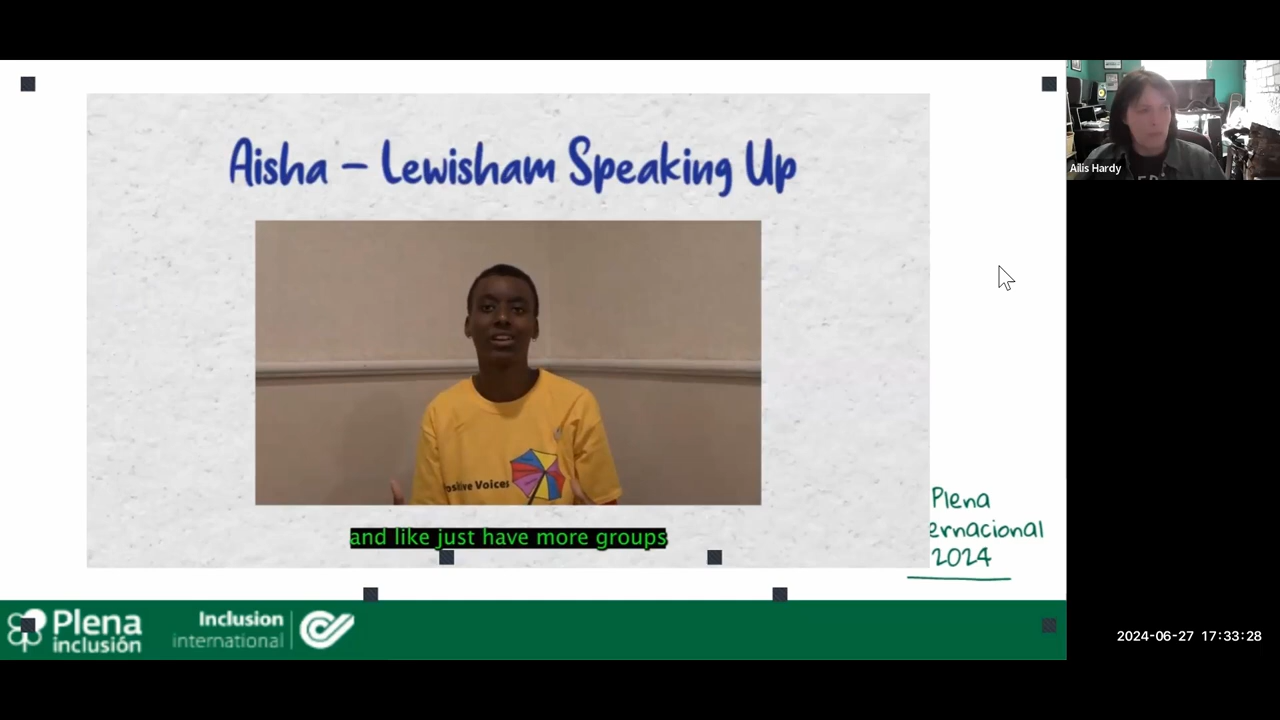 Aisha – Lewisham Speaking Up
Ailis Hardy
Positive Voices
and like just have more groups
Plena
ernacional
2024
Plena
inclusión
Inclusion
international
2024-06-27 17:33:28